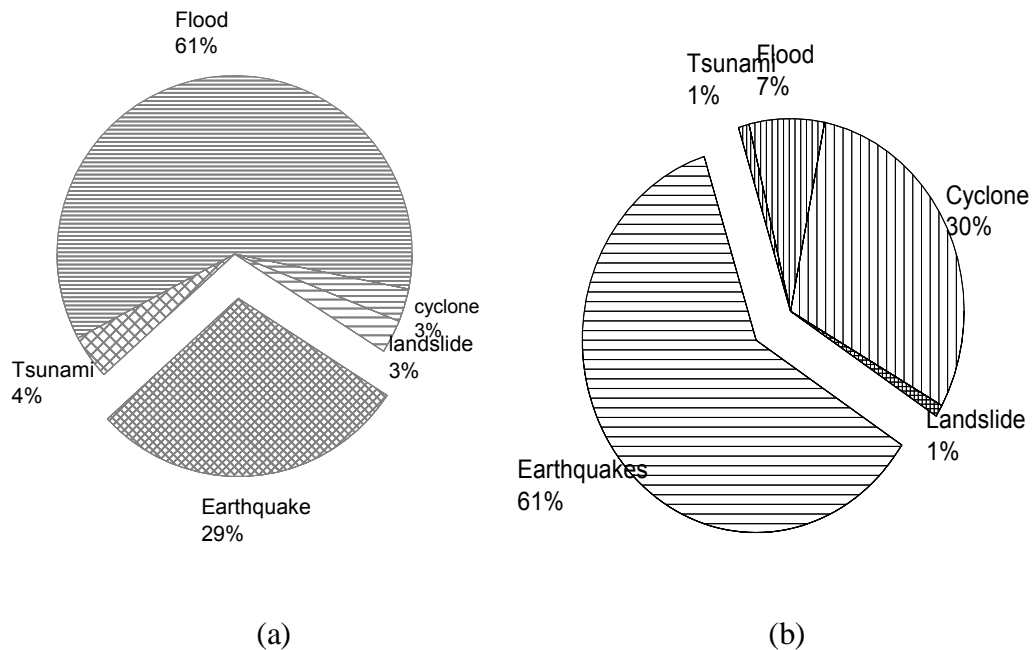 Flood
61%
cyclone
3%
landslide
3%
Tsunami
4%
Earthquake
29%
(a)
Tsunami
1%
Flood
7%
Cyclone
30%
Landslide
1%
Earthquakes
61%
(b)